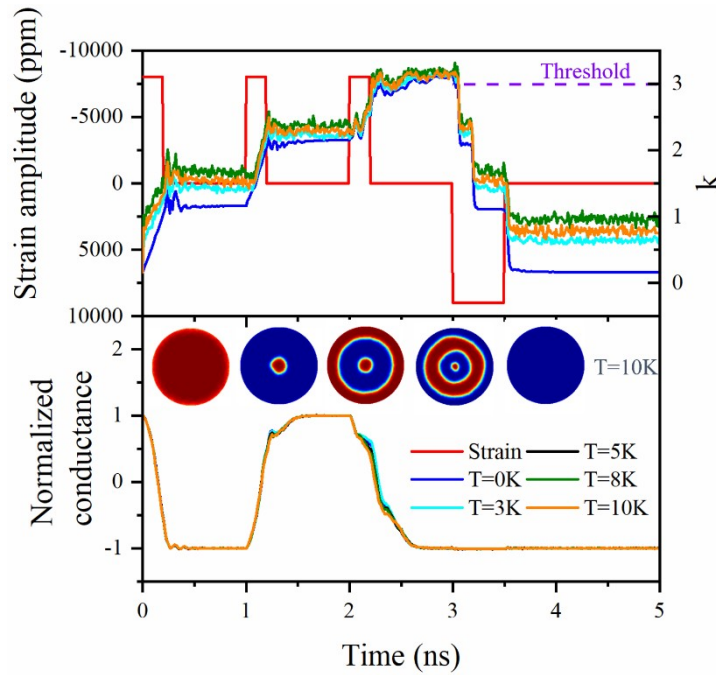 Strain amplitude (ppm)
-10000
-5000
0
5000
10000
Threshold
3
2
1
0
k
Normalized
conductance
2
1
0
-1
T=10K
Strain
T=5K
T=0K
T=8K
T=3K
T=10K
0
1
2
3
4
5
Time (ns)